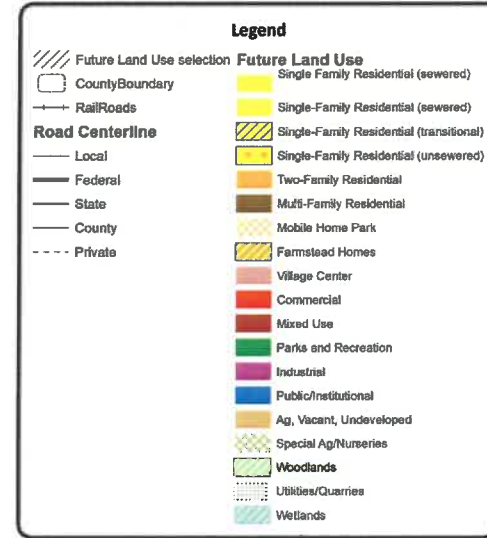 Legend
Future Land Use selection
CountyBoundary
RailRoads
Road Centerline
Local
Federal
State
County
Private
Future Land Use
Single Family Residential (sewered)
Single-Family Residential (sewered)
Single-Family Residential (transitional)
Single-Family Residential (unsewered)
Two-Family Residential
Multi-Family Residential
Mobile Home Park
Farmstead Homes
Village Center
Commercial
Mixed Use
Parks and Recreation
Industrial
Public/Institutional
Ag, Vacant, Undeveloped
Special Ag/Nurseries
Woodlands
Utilities/Quarries
Wetlands